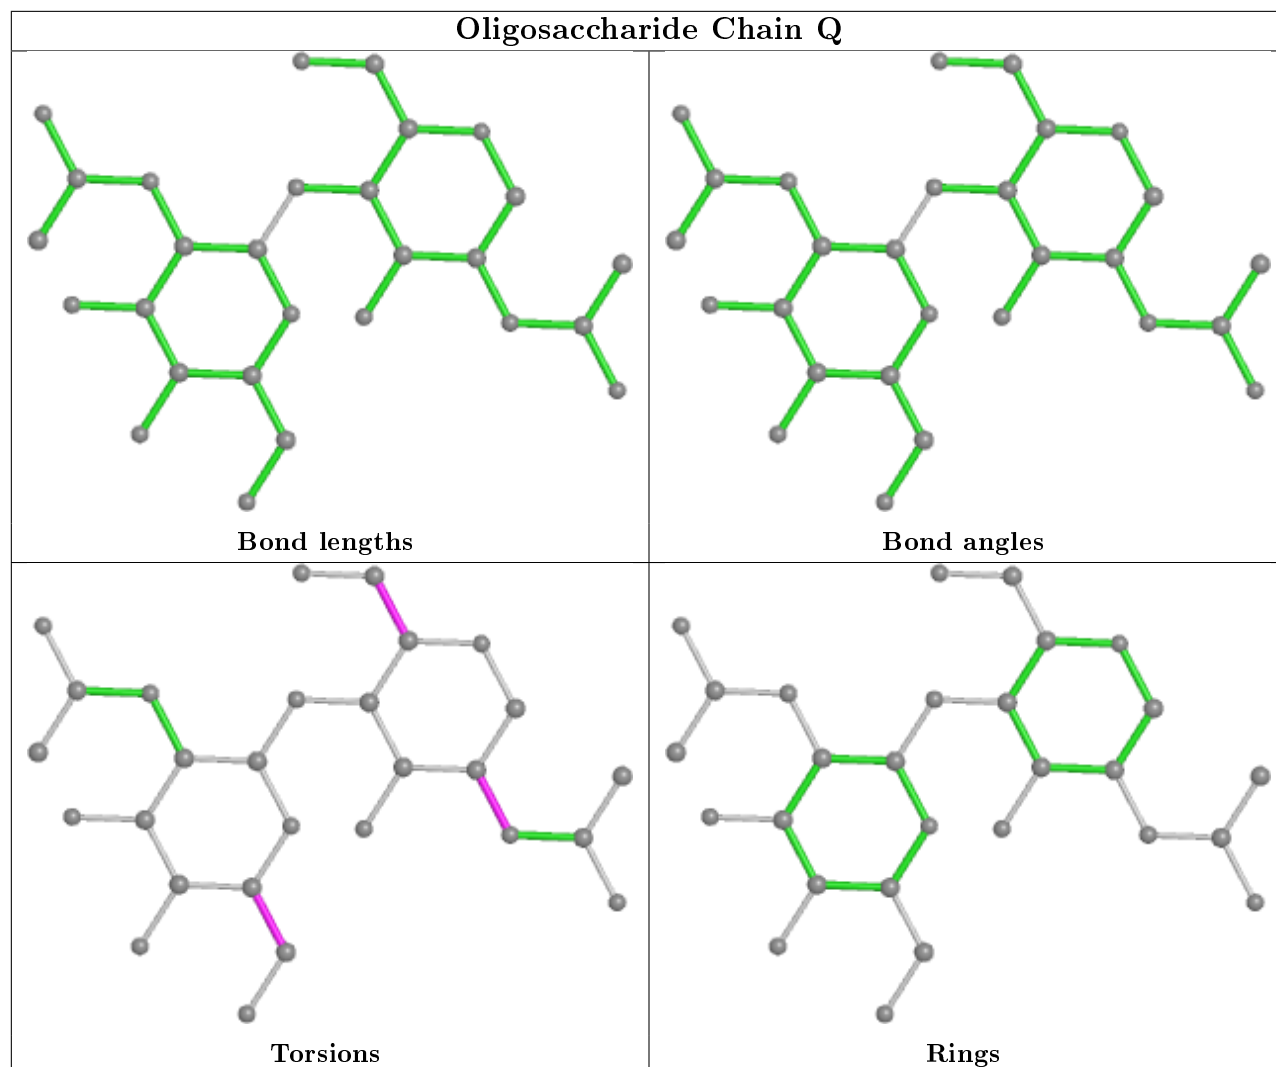 Oligosaccharide Chain Q
Bond lengths
Bond angles
Torsions
Rings